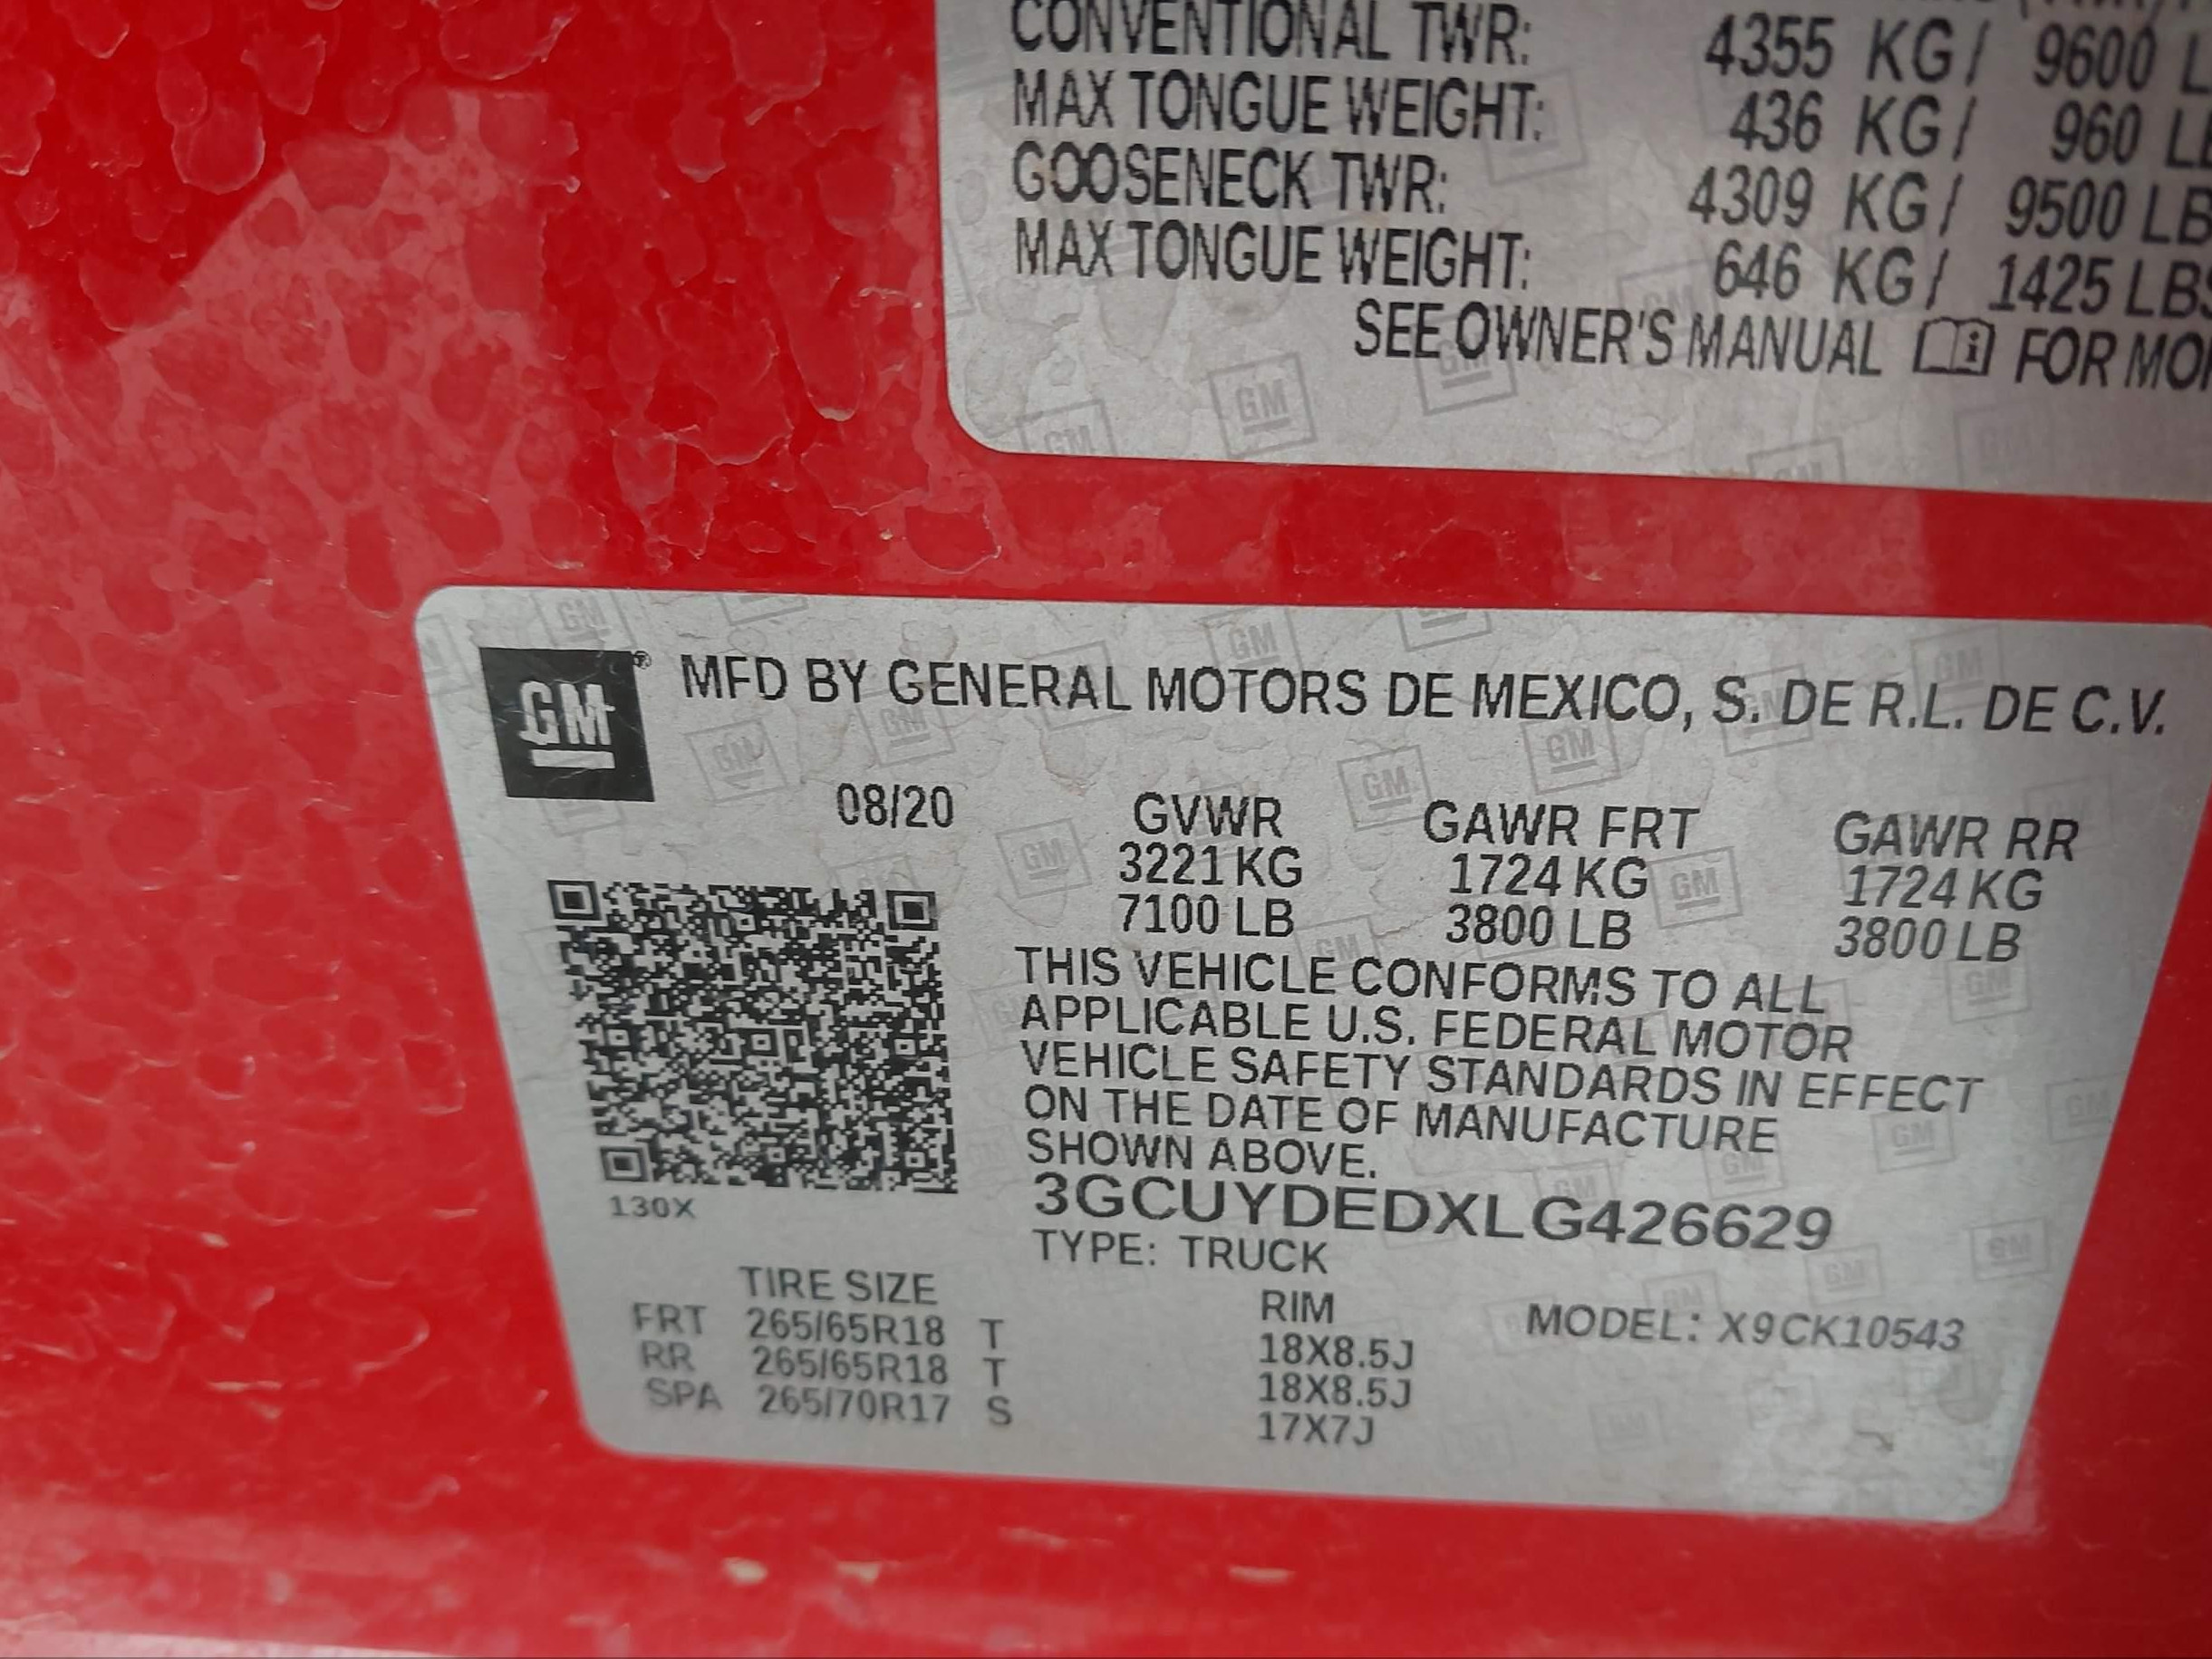 CONVENTIONAL TWR: 4355 KG/ 9600 L
MAX TONGUE WEIGHT: 436 KG/ 960 LB
GOOSENECK TWR: 4309 KG/ 9500 LB
MAX TONGUE WEIGHT: 646 KG/ 1425 LBS
SEE OWNER'S MANUAL FOR MOR
GM® MFD BY GENERAL MOTORS DE MEXICO, S. DE R.L. DE C.V.
08/20 GVWR GAWR FRT GAWR RR
3221 KG 1724 KG 1724 KG
7100 LB 3800 LB 3800 LB
THIS VEHICLE CONFORMS TO ALL
APPLICABLE U.S. FEDERAL MOTOR
VEHICLE SAFETY STANDARDS IN EFFECT
ON THE DATE OF MANUFACTURE
SHOWN ABOVE.
3GCUYDEDXLG426629
130X
TYPE: TRUCK
TIRE SIZE RIM MODEL: X9CK10543
FRT 265/65R18 T 18X8.5J
RR 265/65R18 T 18X8.5J
SPA 265/70R17 S 17X7J